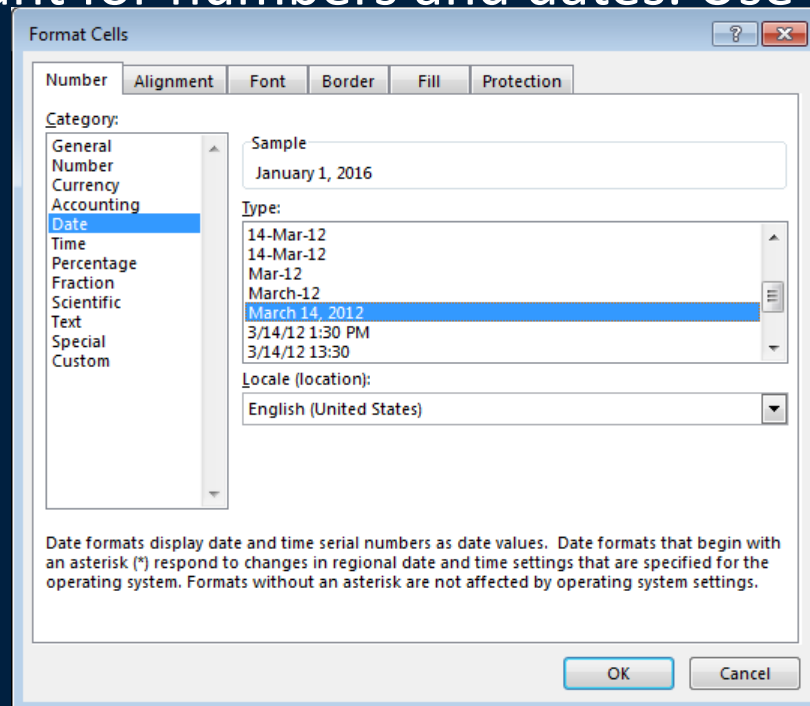 for numbers and dates. Use
Format Cells
?
Number Alignment Font Border Fill Protection
Category:
General
Number
Currency
Accounting
Date
Time
Percentage
Fraction
Scientific
Text
Special
Custom
Sample
January 1, 2016
Type:
14-Mar-12
14-Mar-12
Mar-12
March-12
March 14, 2012
3/14/12 1:30 PM
3/14/12 13:30
Locale (location):
English (United States)
Date formats display date and time serial numbers as date values. Date formats that begin with
an asterisk (*) respond to changes in regional date and time settings that are specified for the
operating system. Formats without an asterisk are not affected by operating system settings.
OK Cancel